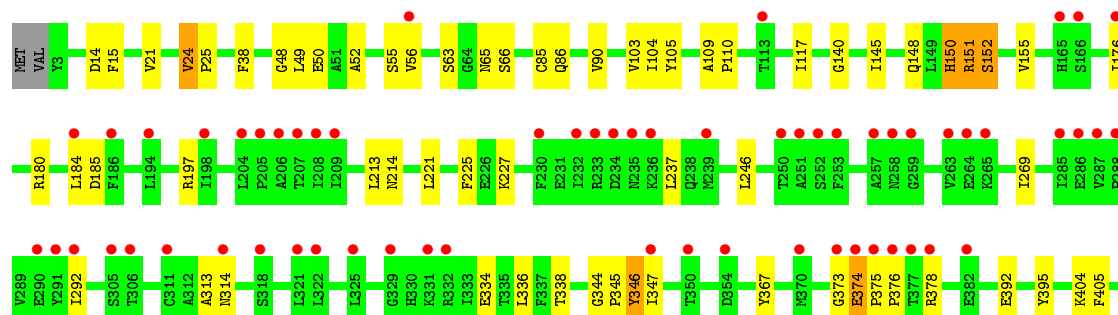 MET VAL Y3 D14 F15 V21 V24 P25 F38 G48 L49 E50 A51 A52 S55 V56 S63 G64 N65 S66 C85 Q86 V90 V103 I104 Y105 A109 P110 T113 I117 G140 I145 Q148 L149 H150 R151 S152 V155 H165 S166 I176
R180 L184 D185 F186 L194 R197 I198 L204 P205 A206 T207 I208 I209 L213 N214 L221 F225 E226 K227 F230 E231 I232 R233 D234 N235 K236 L237 Q238 M239 L246 T250 A251 S252 F253 A257 N258 G259 V263 E264 K265 I269 I285 E286 V287
V289 E290 Y291 I292 S305 T306 C311 A312 A313 N314 S318 L321 L322 L325 G329 H330 K331 R332 I333 E334 T335 L336 F337 T338 G344 P345 Y346 I347 T350 D354 Y367 M370 G373 E374 P375 P376 T377 R378 E382 E392 Y395 K404 F405